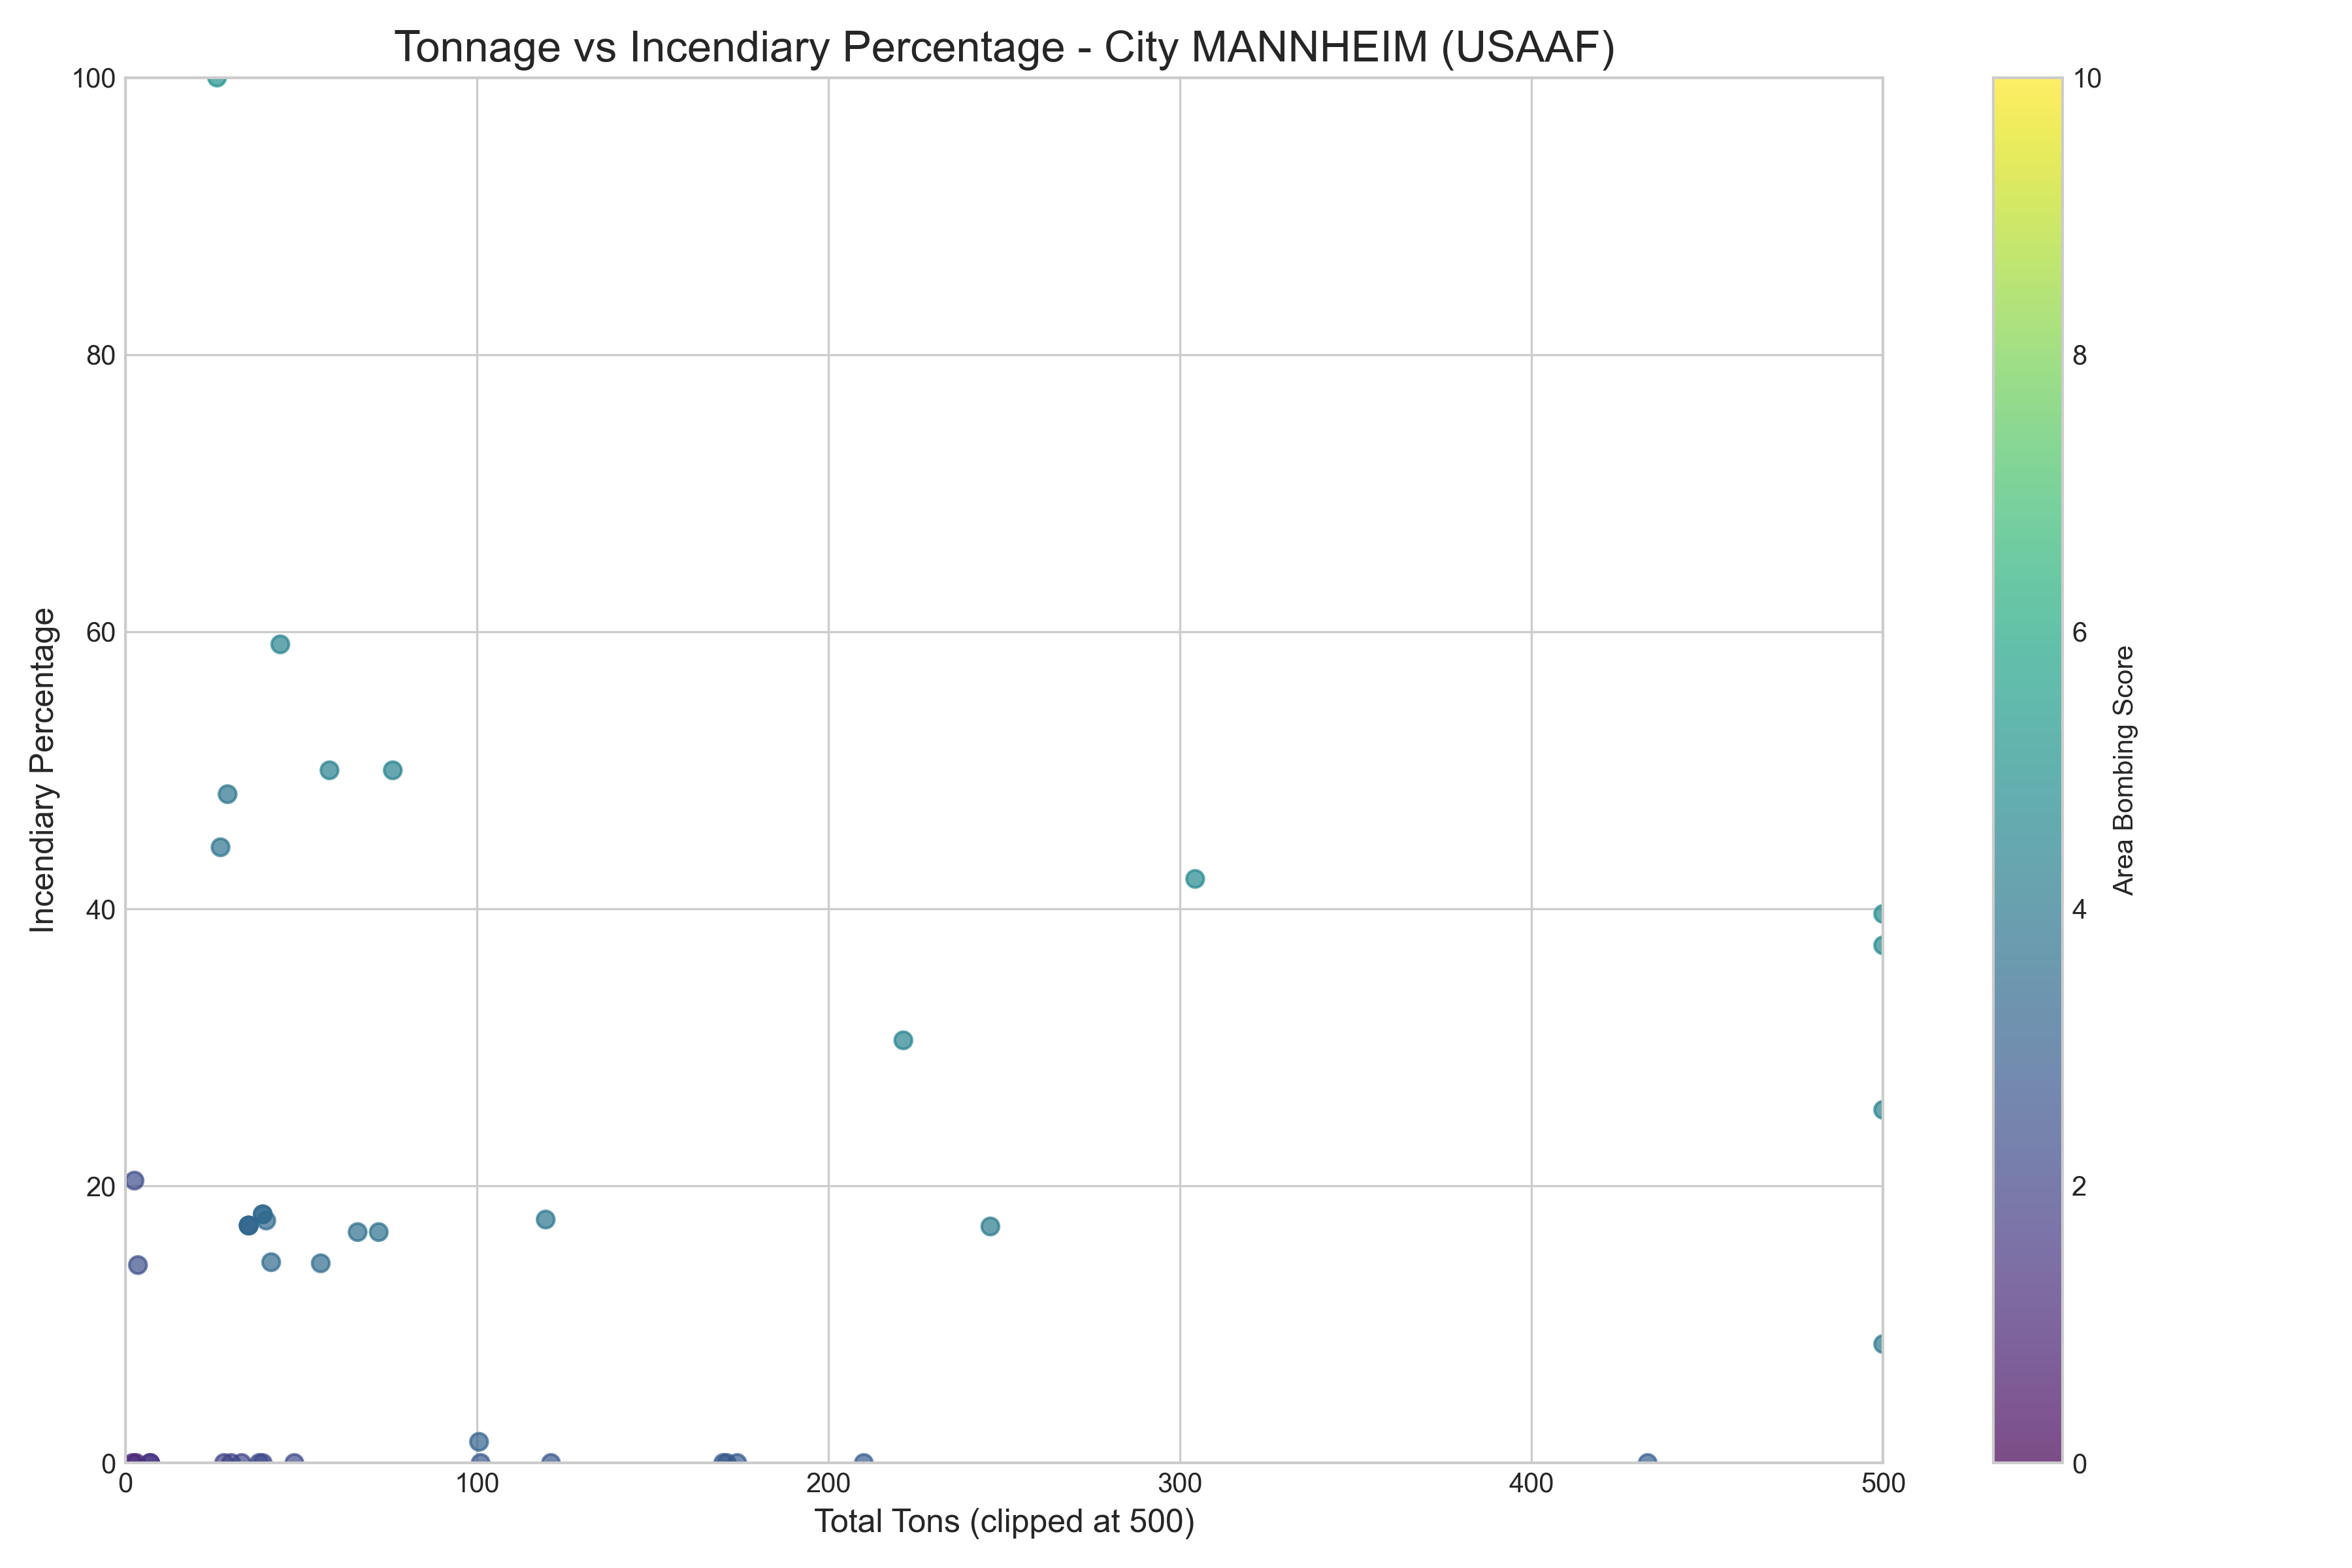 Tonnage vs Incendiary Percentage - City MANNHEIM (USAAF)
100
80
60
40
20
0
Incendiary Percentage
0 100 200 300 400 500
Total Tons (clipped at 500)
10
8
6
4
2
0
Area Bombing Score